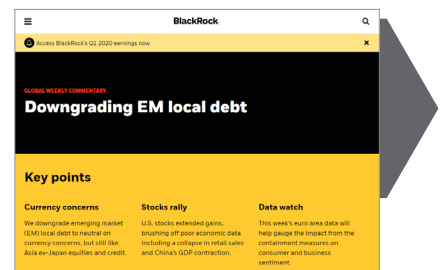 BlackRock
Access BlackRock's Q1 2020 earnings now
GLOBAL WEEKLY COMMENTARY
Downgrading EM local debt
Key points
Currency concerns
We downgrade emerging market
(EM) local debt to neutral on
currency concerns, but still like
Asia ex-Japan equities and credit.
Stocks rally
U.S. stocks extended gains,
brushing off poor economic data
including a collapse in retail sales
and China's GDP contraction.
Data watch
This week's euro area data will
help gauge the impact from the
containment measures on
consumer and business
sentiment.